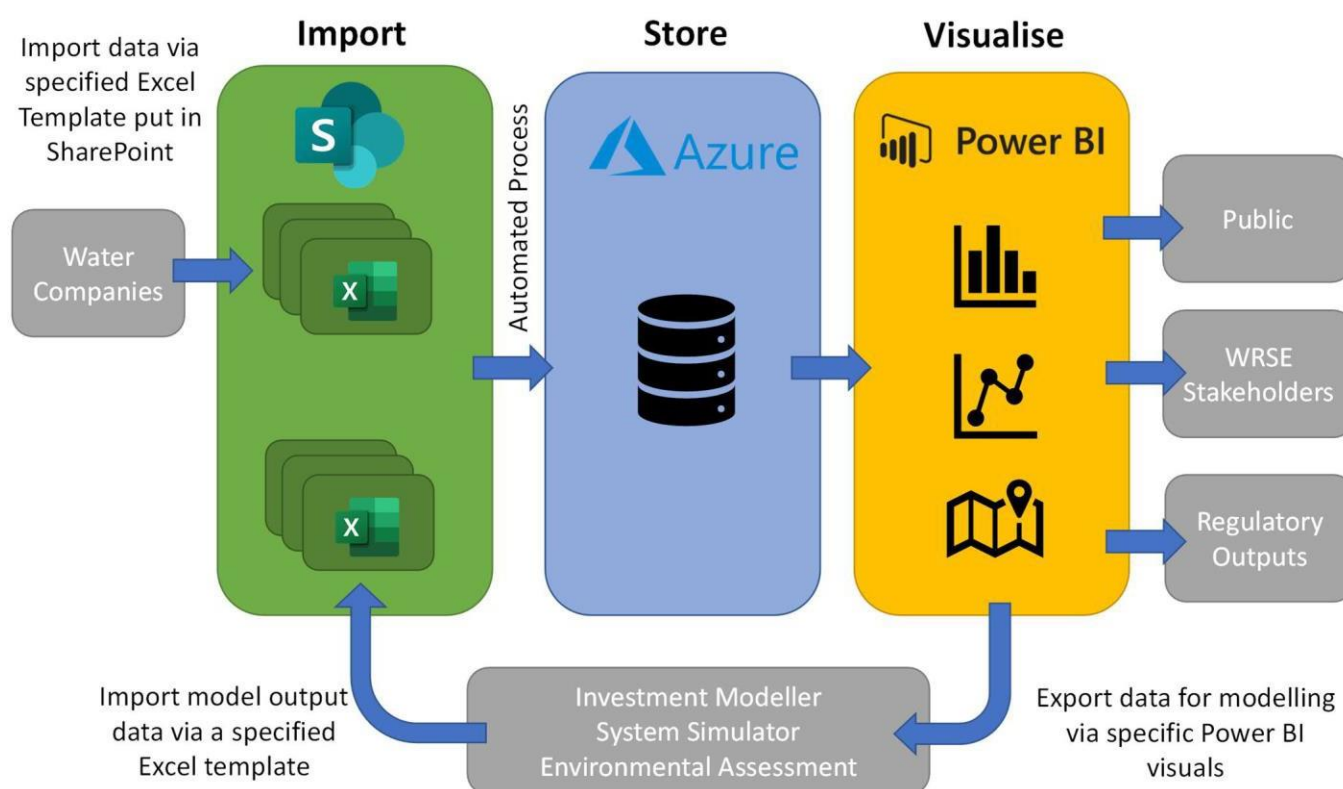 Import
Store
Visualise
Import data via
specified Excel
Template put in
SharePoint
S
Automated Process
Azure
Power BI
Water
Companies
X
X
Public
WRSE
Stakeholders
Regulatory
Outputs
Import model output
data via a specified
Excel template
Investment Modeller
System Simulator
Environmental Assessment
Export data for modelling
via specific Power BI
visuals